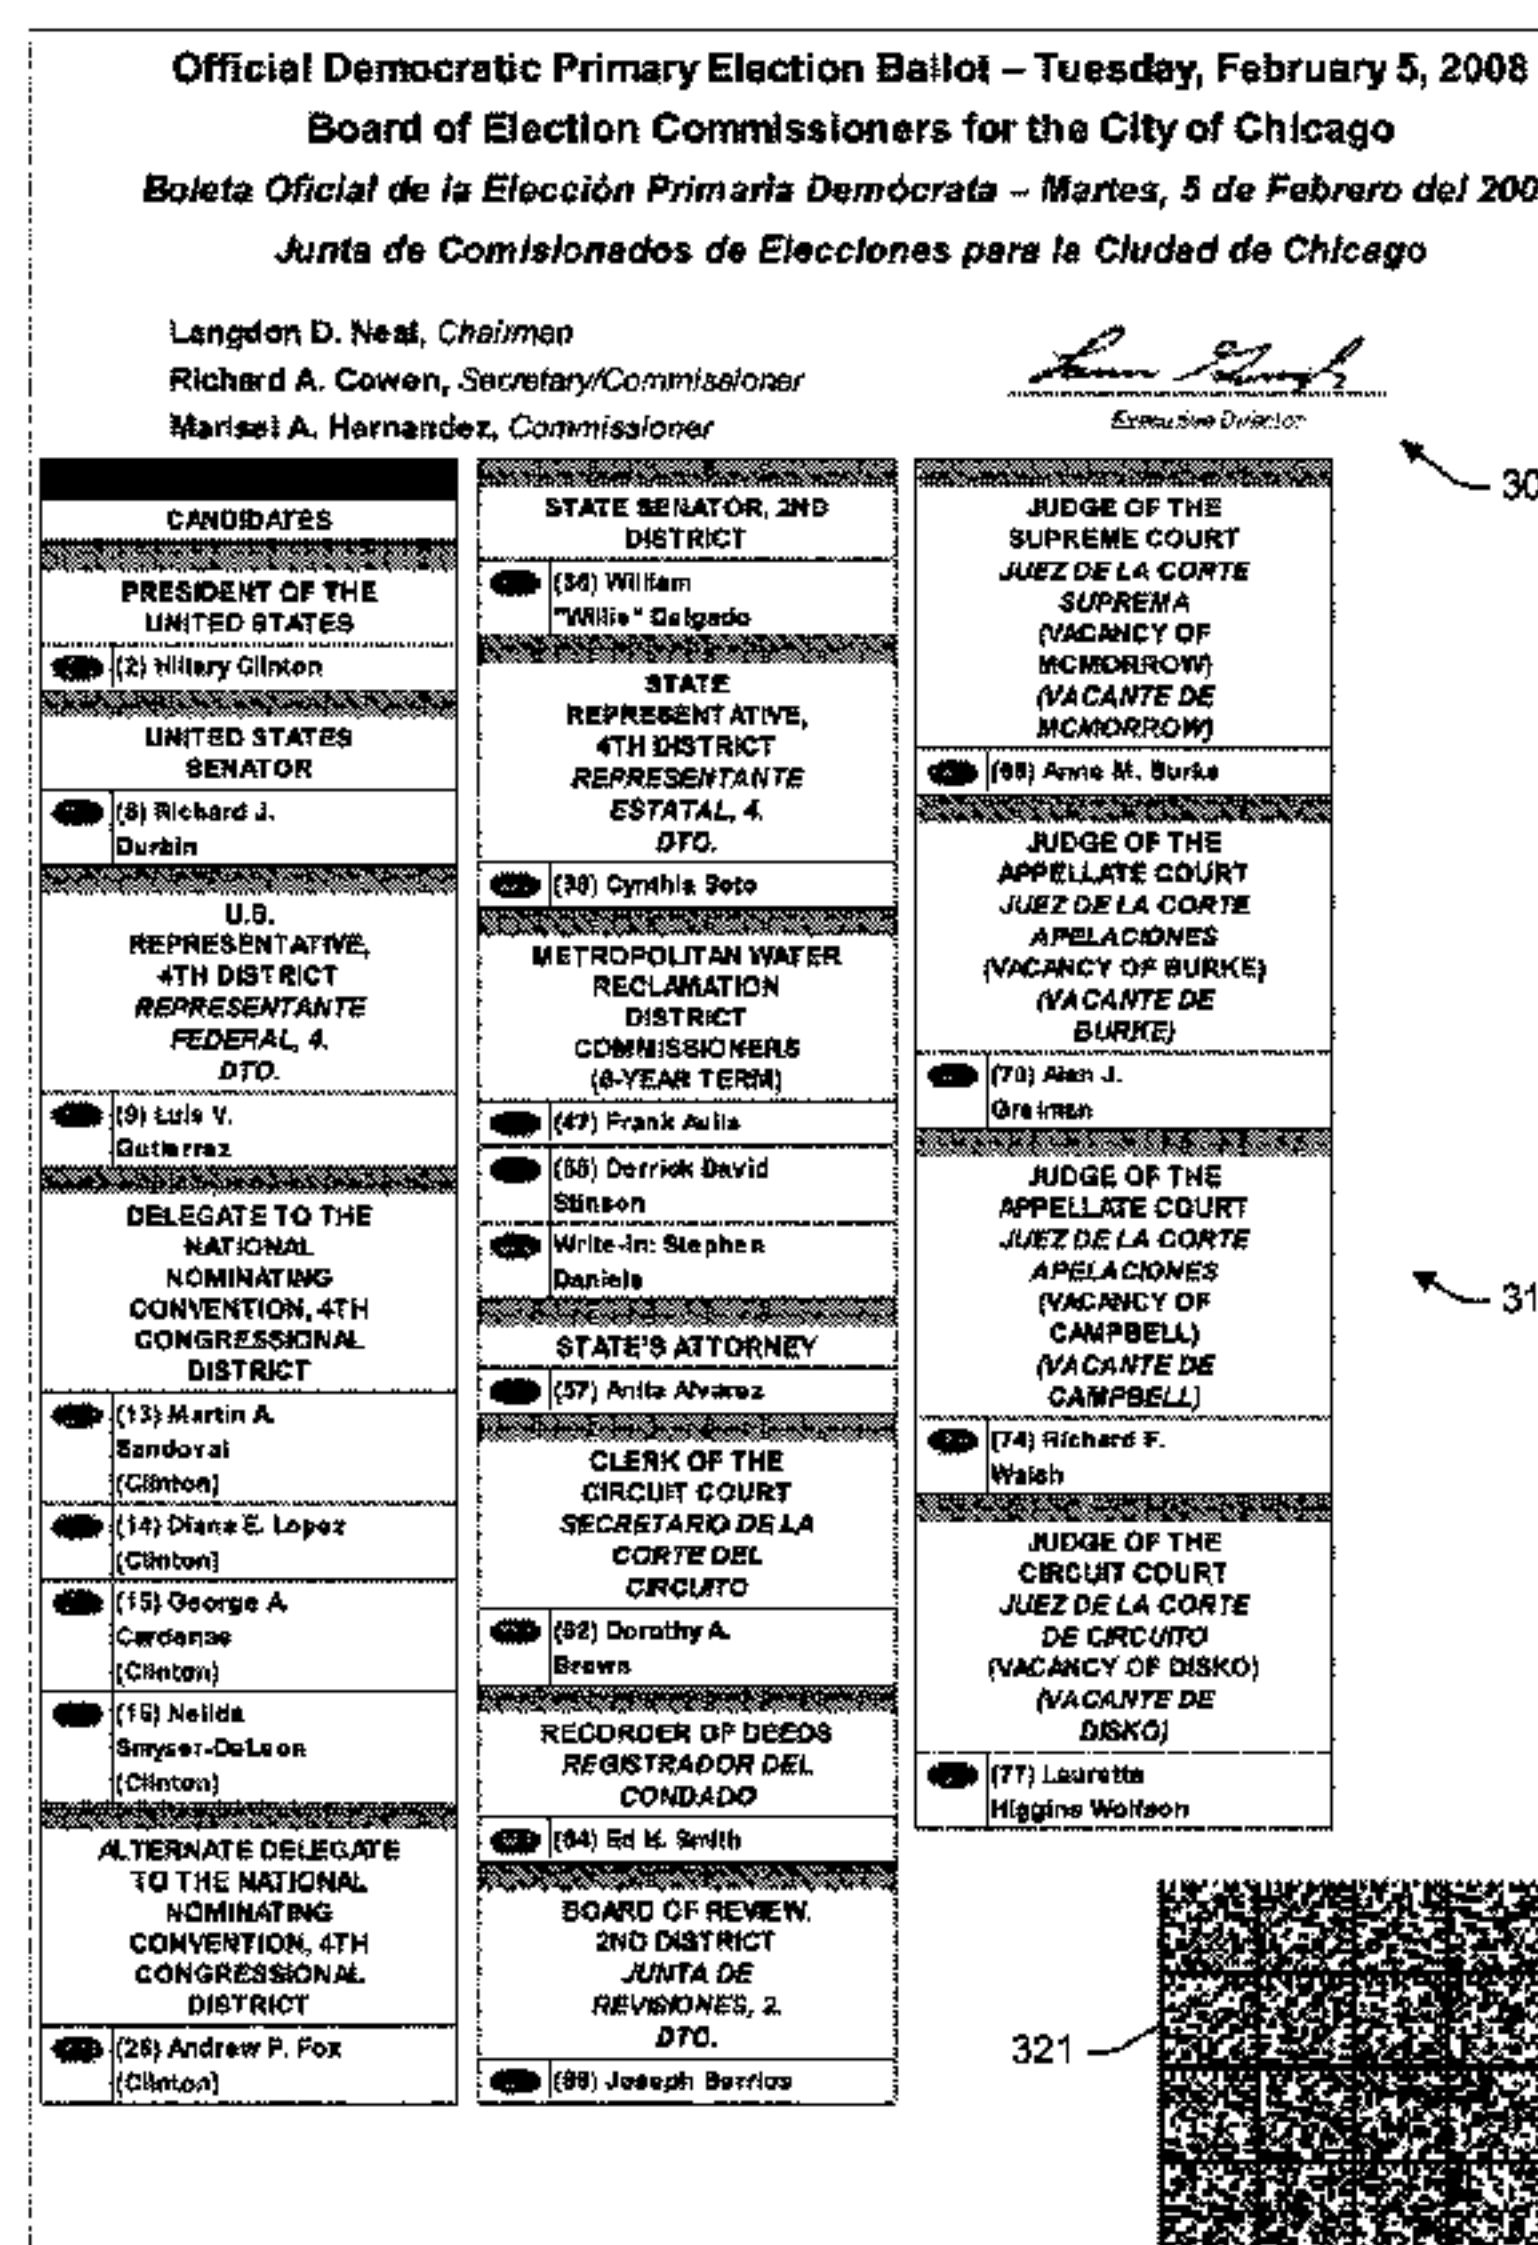 Official Democratic Primary Election Ballot – Tuesday, February 5, 2008
Board of Election Commissioners for the City of Chicago
Boleta Oficial de la Elección Primaria Demócrata – Martes, 5 de Febrero del 200
Junta de Comisionados de Elecciones para la Ciudad de Chicago
Langdon D. Neal, Chairman
Richard A. Cowen, Secretary/Commissioner
Marisel A. Hernandez, Commissioner
Executive Director
30
CANDIDATES
PRESIDENT OF THE
UNITED STATES
(2) Hillary Clinton
UNITED STATES
SENATOR
(8) Richard J.
Durbin
U.S.
REPRESENTATIVE,
4TH DISTRICT
REPRESENTANTE
FEDERAL, 4.
DTO.
(9) Luis V.
Gutierrez
DELEGATE TO THE
NATIONAL
NOMINATING
CONVENTION, 4TH
CONGRESSIONAL
DISTRICT
(13) Martin A.
Sandoval
(Clinton)
(14) Diana E. Lopez
(Clinton)
(15) George A.
Cardenas
(Clinton)
(16) Nelida
Smyser-DeLeon
(Clinton)
ALTERNATE DELEGATE
TO THE NATIONAL
NOMINATING
CONVENTION, 4TH
CONGRESSIONAL
DISTRICT
(26) Andrew P. Fox
(Clinton)
STATE SENATOR, 2ND
DISTRICT
(36) William
"Willie" Delgado
STATE
REPRESENTATIVE,
4TH DISTRICT
REPRESENTANTE
ESTATAL, 4.
DTO.
(38) Cynthia Soto
METROPOLITAN WATER
RECLAMATION
DISTRICT
COMMISSIONERS
(6-YEAR TERM)
(47) Frank Avila
Derrick David
Stinson
Write-in: Stephen
Daniels
STATE'S ATTORNEY
(57) Anita Alvarez
CLERK OF THE
CIRCUIT COURT
SECRETARIO DE LA
CORTE DEL
CIRCUITO
(62) Dorothy A.
Brown
RECORDER OF DEEDS
REGISTRADOR DEL
CONDADO
(64) Ed H. Smith
BOARD OF REVIEW,
2ND DISTRICT
JUNTA DE
REVISIONES, 2.
DTO.
Joseph Berrios
JUDGE OF THE
SUPREME COURT
JUEZ DE LA CORTE
SUPREMA
(VACANCY OF
MCMORROW)
(VACANTE DE
MCMORROW)
Anne M. Burke
JUDGE OF THE
APPELLATE COURT
JUEZ DE LA CORTE
APELACIONES
(VACANCY OF BURKE)
(VACANTE DE
BURKE)
(70) Alan J.
Greiman
JUDGE OF THE
APPELLATE COURT
JUEZ DE LA CORTE
APELACIONES
(VACANCY OF
CAMPBELL)
(VACANTE DE
CAMPBELL)
(74) Richard F.
Walsh
JUDGE OF THE
CIRCUIT COURT
JUEZ DE LA CORTE
DE CIRCUITO
(VACANCY OF DISKO)
(VACANTE DE
DISKO)
(77) Lauretta
Higgins Wolfson
31
321